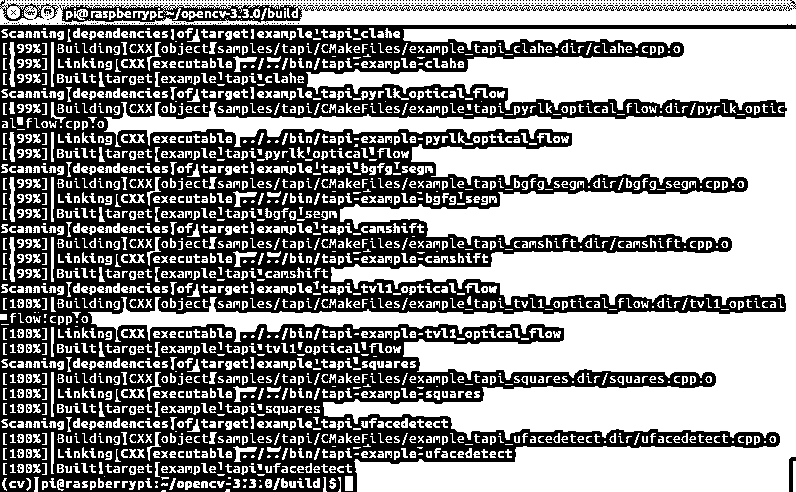 pi@raspberrypi: ~/opencv-3.3.0/build
Scanning dependencies of target example_tapi_clahe
[ 99%] Building CXX object samples/tapi/CMakeFiles/example_tapi_clahe.dir/clahe.cpp.o
[ 99%] Linking CXX executable ../../bin/tapi-example-clahe
[ 99%] Built target example_tapi_clahe
Scanning dependencies of target example_tapi_pyrlk_optical_flow
[ 99%] Building CXX object samples/tapi/CMakeFiles/example_tapi_pyrlk_optical_flow.dir/pyrlk_optic
al_flow.cpp.o
[ 99%] Linking CXX executable ../../bin/tapi-example-pyrlk_optical_flow
[ 99%] Built target example_tapi_pyrlk_optical_flow
Scanning dependencies of target example_tapi_bgfg_segm
[ 99%] Building CXX object samples/tapi/CMakeFiles/example_tapi_bgfg_segm.dir/bgfg_segm.cpp.o
[ 99%] Linking CXX executable ../../bin/tapi-example-bgfg_segm
[ 99%] Built target example_tapi_bgfg_segm
Scanning dependencies of target example_tapi_camshift
[ 99%] Building CXX object samples/tapi/CMakeFiles/example_tapi_camshift.dir/camshift.cpp.o
[ 99%] Linking CXX executable ../../bin/tapi-example-camshift
[ 99%] Built target example_tapi_camshift
Scanning dependencies of target example_tapi_tvl1_optical_flow
[100%] Building CXX object samples/tapi/CMakeFiles/example_tapi_tvl1_optical_flow.dir/tvl1_optical
_flow.cpp.o
[100%] Linking CXX executable ../../bin/tapi-example-tvl1_optical_flow
[100%] Built target example_tapi_tvl1_optical_flow
Scanning dependencies of target example_tapi_squares
[100%] Building CXX object samples/tapi/CMakeFiles/example_tapi_squares.dir/squares.cpp.o
[100%] Linking CXX executable ../../bin/tapi-example-squares
[100%] Built target example_tapi_squares
Scanning dependencies of target example_tapi_ufacedetect
[100%] Building CXX object samples/tapi/CMakeFiles/example_tapi_ufacedetect.dir/ufacedetect.cpp.o
[100%] Linking CXX executable ../../bin/tapi-example-ufacedetect
[100%] Built target example_tapi_ufacedetect
(cv) pi@raspberrypi:~/opencv-3.3.0/build $